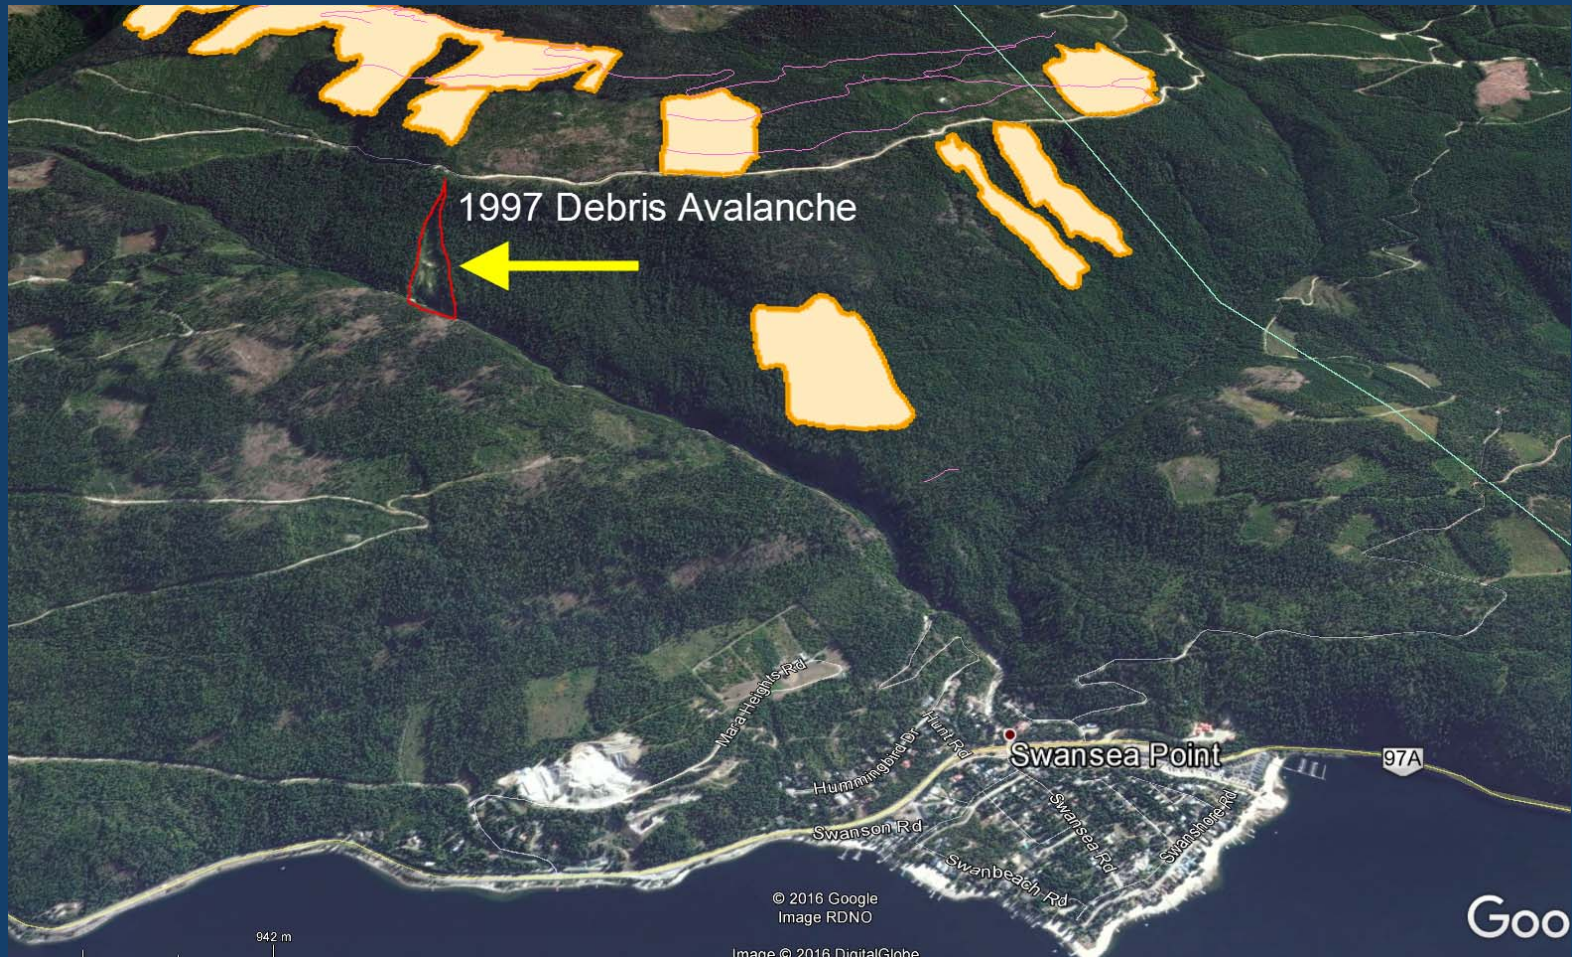 1997 Debris Avalanche
Mara Heights Rd
Hunt Rd
Hummingbird Dr
Swansea Point
97A
Swanson Rd
Swansea Rd
Swanshore Rd
Swanbeach Rd
© 2016 Google
Image RDNO
Goo
942 m
Image © 2016 DigitalGlobe